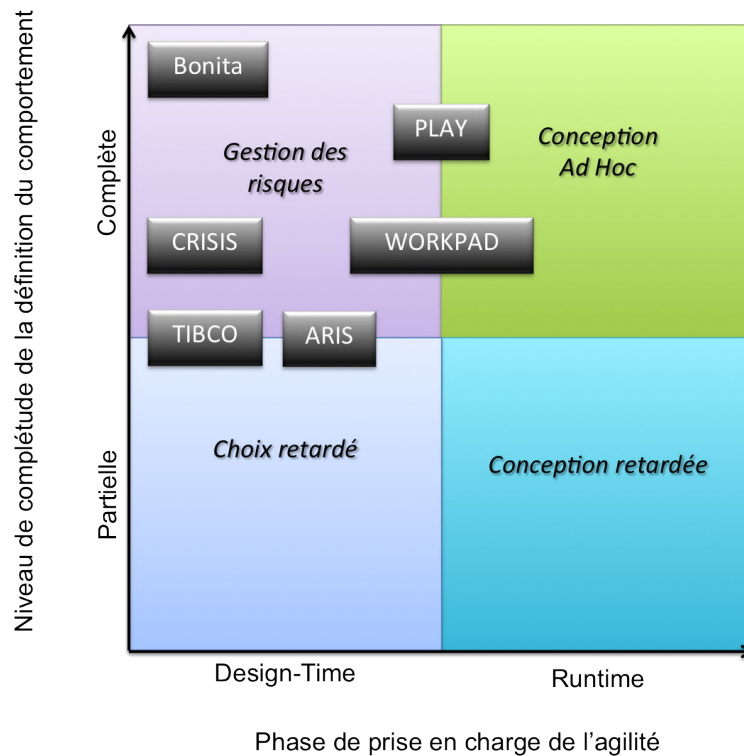 Niveau de complétude de la définition du comportement
Complète
Partielle
Bonita
PLAY
Gestion des
risques
Conception
Ad Hoc
CRISIS
WORKPAD
TIBCO
ARIS
Choix retardé
Conception retardée
Design-Time
Runtime
Phase de prise en charge de l'agilité